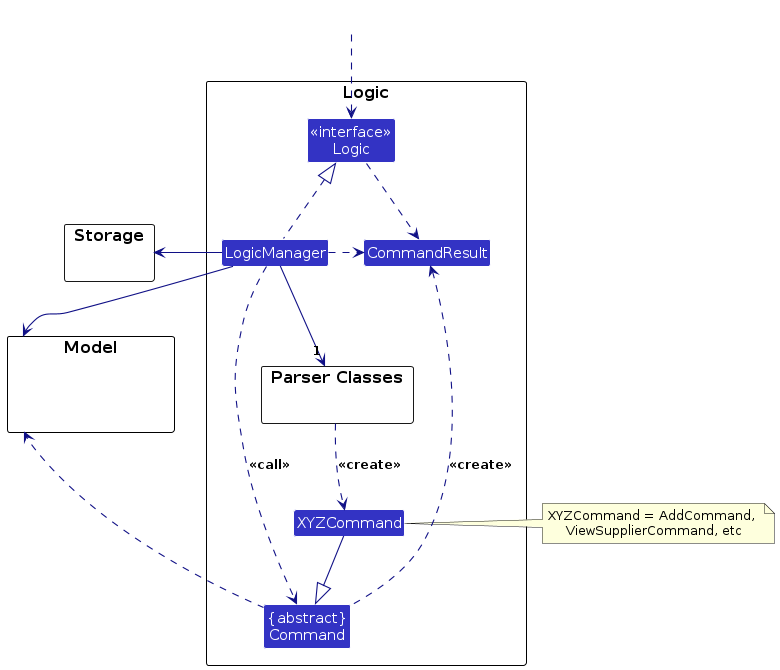 Logic
«interface»
Logic
Storage
LogicManager
CommandResult
Model
1
Parser Classes
«call»
«create»
«create»
XYZCommand
XYZCommand = AddCommand,
ViewSupplierCommand, etc
{abstract}
Command